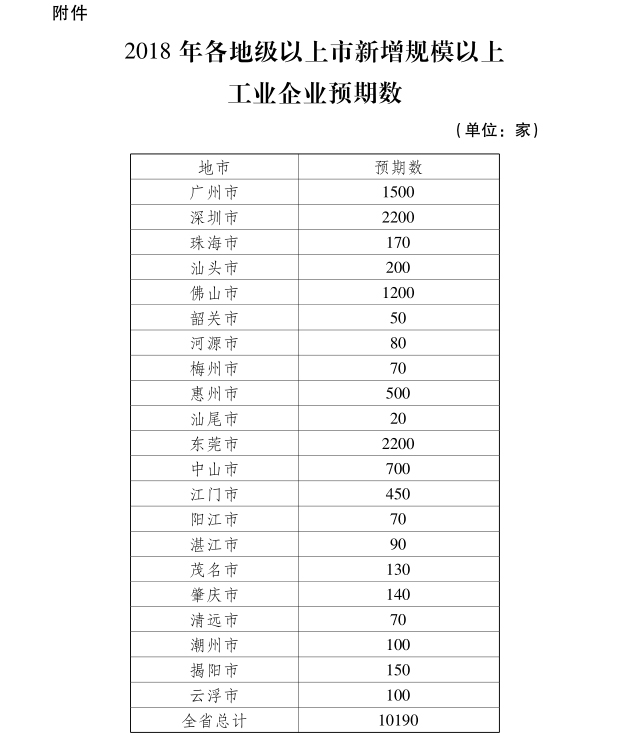 附件
2018 年各地级以上市新增规模以上
工业企业预期数
（单位：家）
地市 预期数
广州市 1500
深圳市 2200
珠海市 170
汕头市 200
佛山市 1200
韶关市 50
河源市 80
梅州市 70
惠州市 500
汕尾市 20
东莞市 2200
中山市 700
江门市 450
阳江市 70
湛江市 90
茂名市 130
肇庆市 140
清远市 70
潮州市 100
揭阳市 150
云浮市 100
全省总计 10190